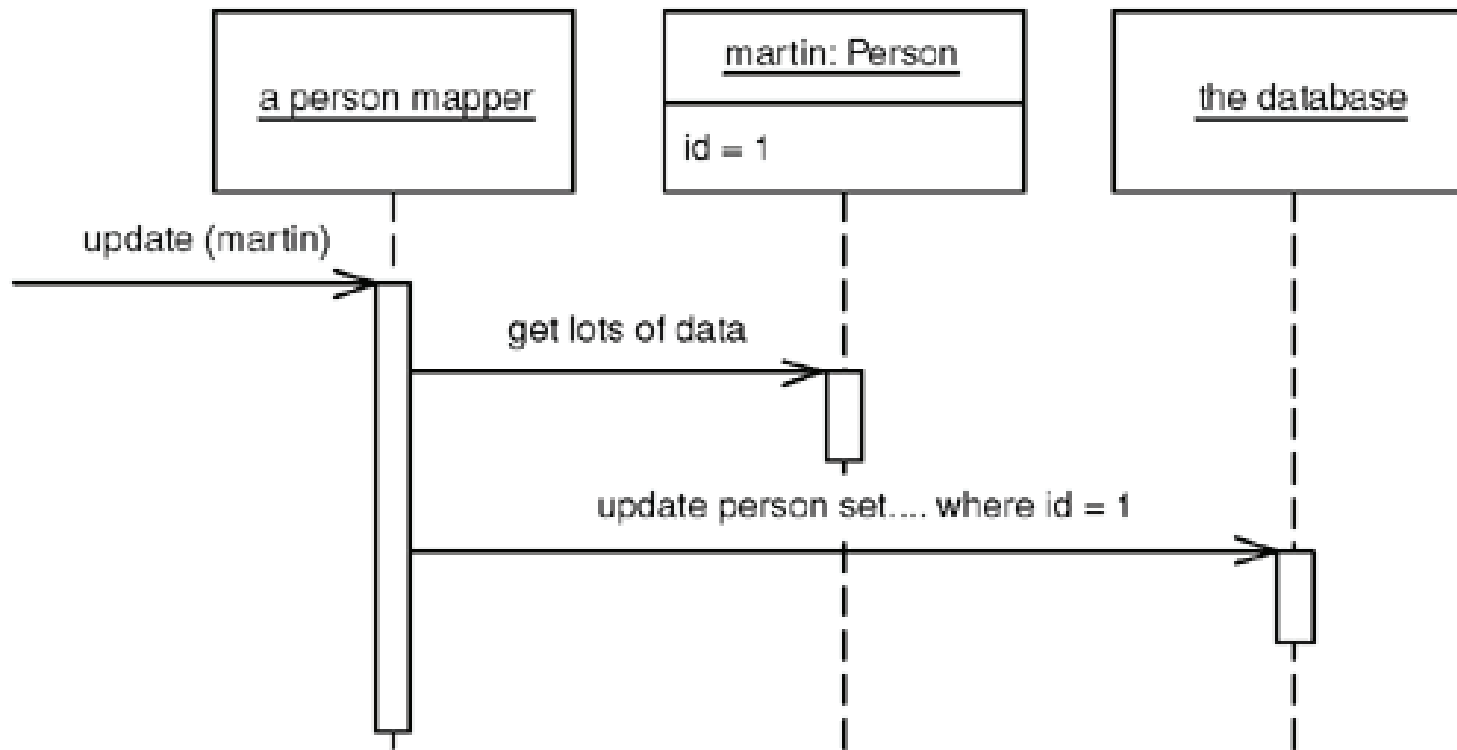 a person mapper
martin: Person
id = 1
the database
update (martin)
get lots of data
update person set.... where id = 1